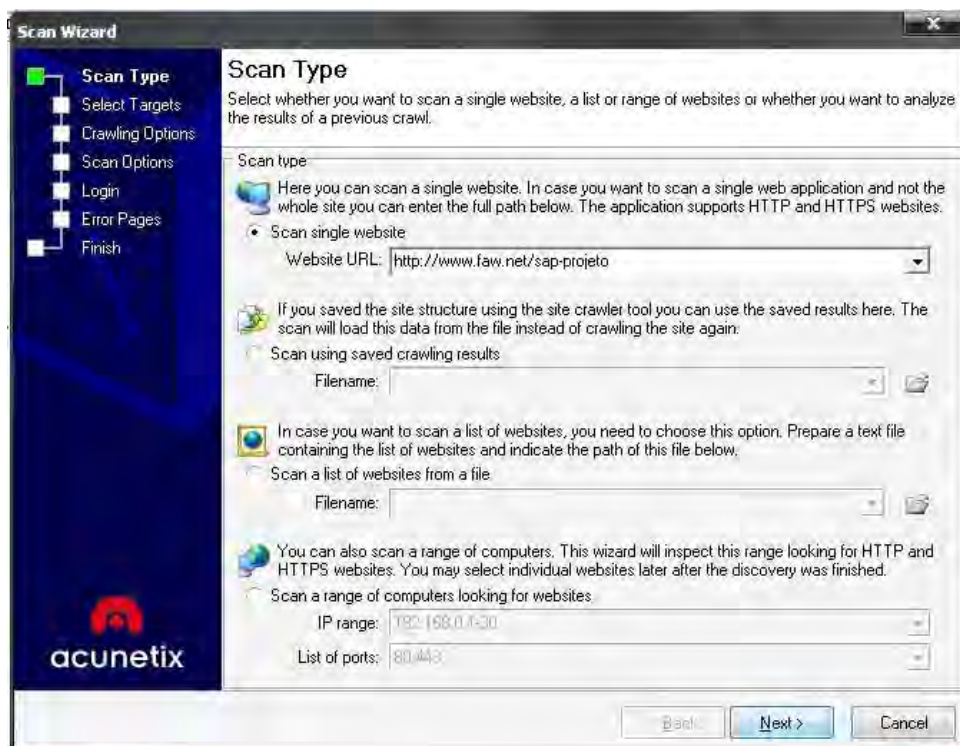 Scan Wizard
Scan Type
Select Targets
Crawling Options
Scan Options
Login
Error Pages
Finish
acunetix
Scan Type
Select whether you want to scan a single website, a list or range of websites or whether you want to analyze
the results of a previous crawl.
Scan type
Here you can scan a single website. In case you want to scan a single web application and not the
whole site you can enter the full path below. The application supports HTTP and HTTPS websites.
Scan single website
Website URL: http://www.faw.net/sap-projeto
If you saved the site structure using the site crawler tool you can use the saved results here. The
scan will load this data from the file instead of crawling the site again.
Scan using saved crawling results
Filename:
In case you want to scan a list of websites, you need to choose this option. Prepare a text file
containing the list of websites and indicate the path of this file below.
Scan a list of websites from a file
Filename:
You can also scan a range of computers. This wizard will inspect this range looking for HTTP and
HTTPS websites. You may select individual websites later after the discovery was finished.
Scan a range of computers looking for websites
IP range: 192.168.0.1-30
List of ports: 80,443
Back
Next >
Cancel